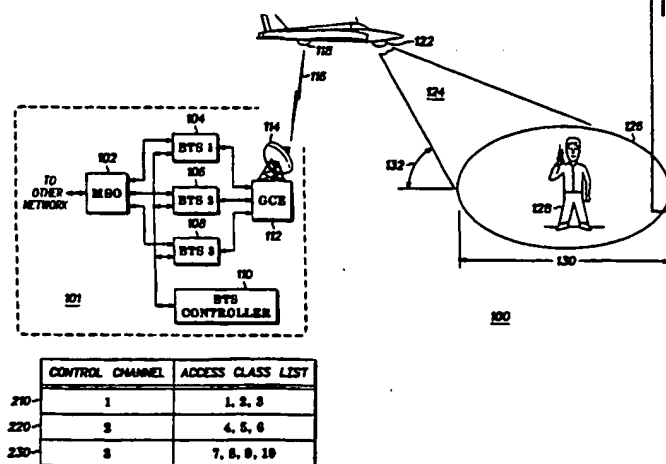 118
122
116
124
104
114
126
102
BTS 1
132
TO OTHER NETWORK
MSO
106
BTS 2
GCE
128
108
112
BTS 3
110
130
101
BTS CONTROLLER
100
CONTROL CHANNEL ACCESS CLASS LIST
210 1 1, 2, 3
220 2 4, 5, 6
230 3 7, 8, 9, 10